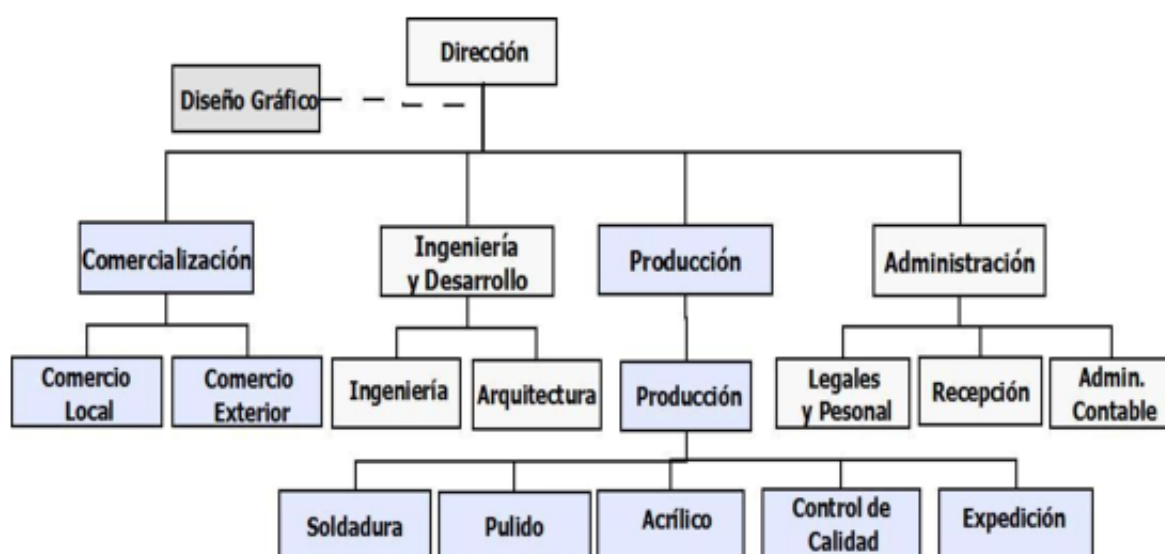 Dirección
Diseño Gráfico
Comercialización
Ingeniería
y Desarrollo
Producción
Administración
Comercio
Local
Comercio
Exterior
Ingeniería
Arquitectura
Producción
Legales
y Pesonal
Recepción
Admin.
Contable
Soldadura
Pulido
Acrílico
Control de
Calidad
Expedición